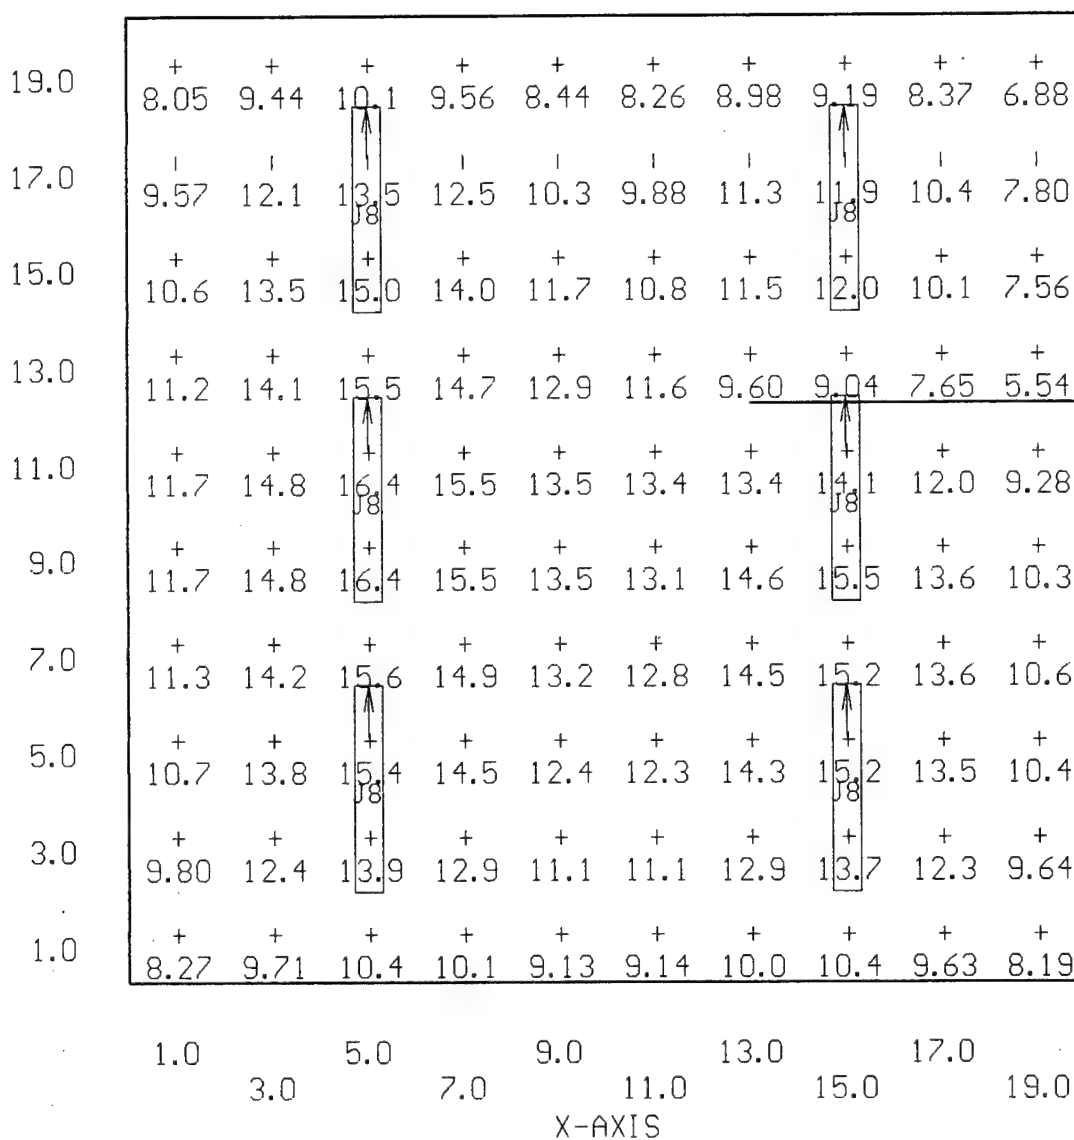 19.0 8.05 9.44 10.1 9.56 8.44 8.26 8.98 9.19 8.37 6.88
17.0 9.57 12.1 13.5 12.5 10.3 9.88 11.3 11.9 10.4 7.80
J8 J8
15.0 10.6 13.5 15.0 14.0 11.7 10.8 11.5 12.0 10.1 7.56
13.0 11.2 14.1 15.5 14.7 12.9 11.6 9.60 9.04 7.65 5.54
11.0 11.7 14.8 16.4 15.5 13.5 13.4 13.4 14.1 12.0 9.28
J8 J8
9.0 11.7 14.8 16.4 15.5 13.5 13.1 14.6 15.5 13.6 10.3
7.0 11.3 14.2 15.6 14.9 13.2 12.8 14.5 15.2 13.6 10.6
5.0 10.7 13.8 15.4 14.5 12.4 12.3 14.3 15.2 13.5 10.4
J8 J8
3.0 9.80 12.4 13.9 12.9 11.1 11.1 12.9 13.7 12.3 9.64
1.0 8.27 9.71 10.4 10.1 9.13 9.14 10.0 10.4 9.63 8.19
1.0 5.0 9.0 13.0 17.0
3.0 7.0 11.0 15.0 19.0
X-AXIS